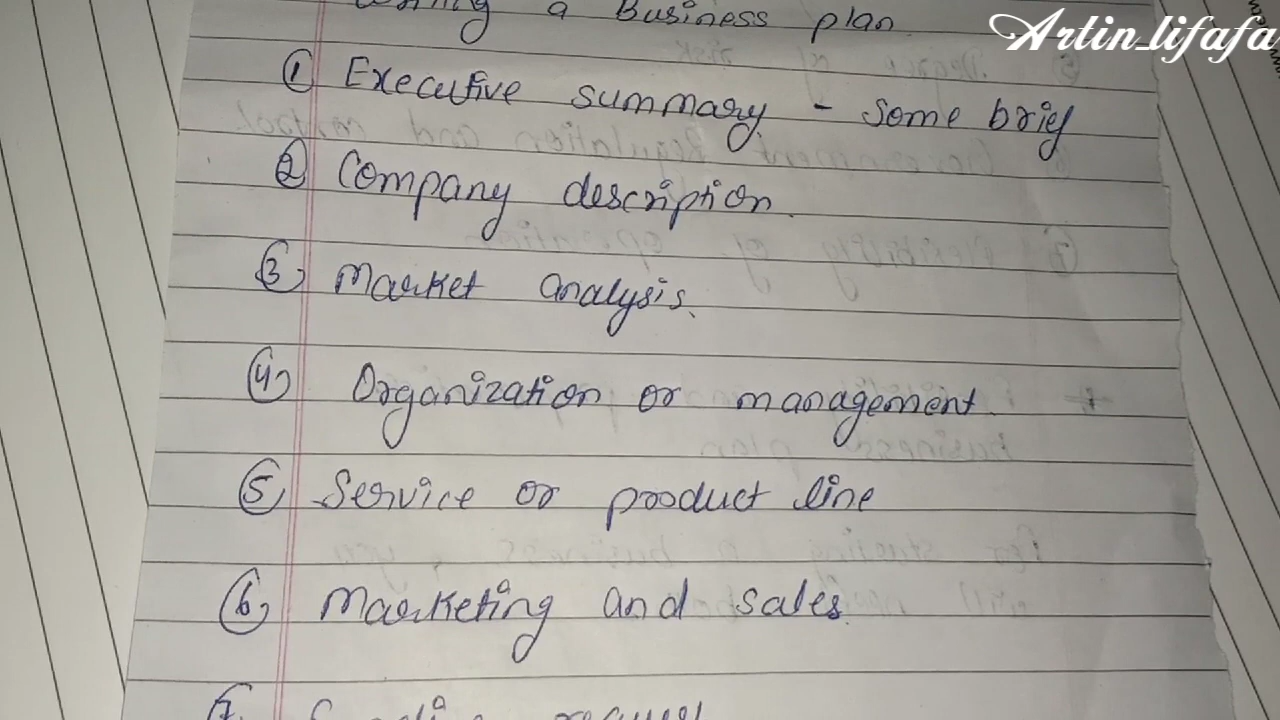 a Business plan.
Artin_lifafa
① Executive summary. - some brief
② Company description.
③ Market analysis.
④ Organization or management.
⑤ Service or product line
⑥ Marketing and sales.
7.